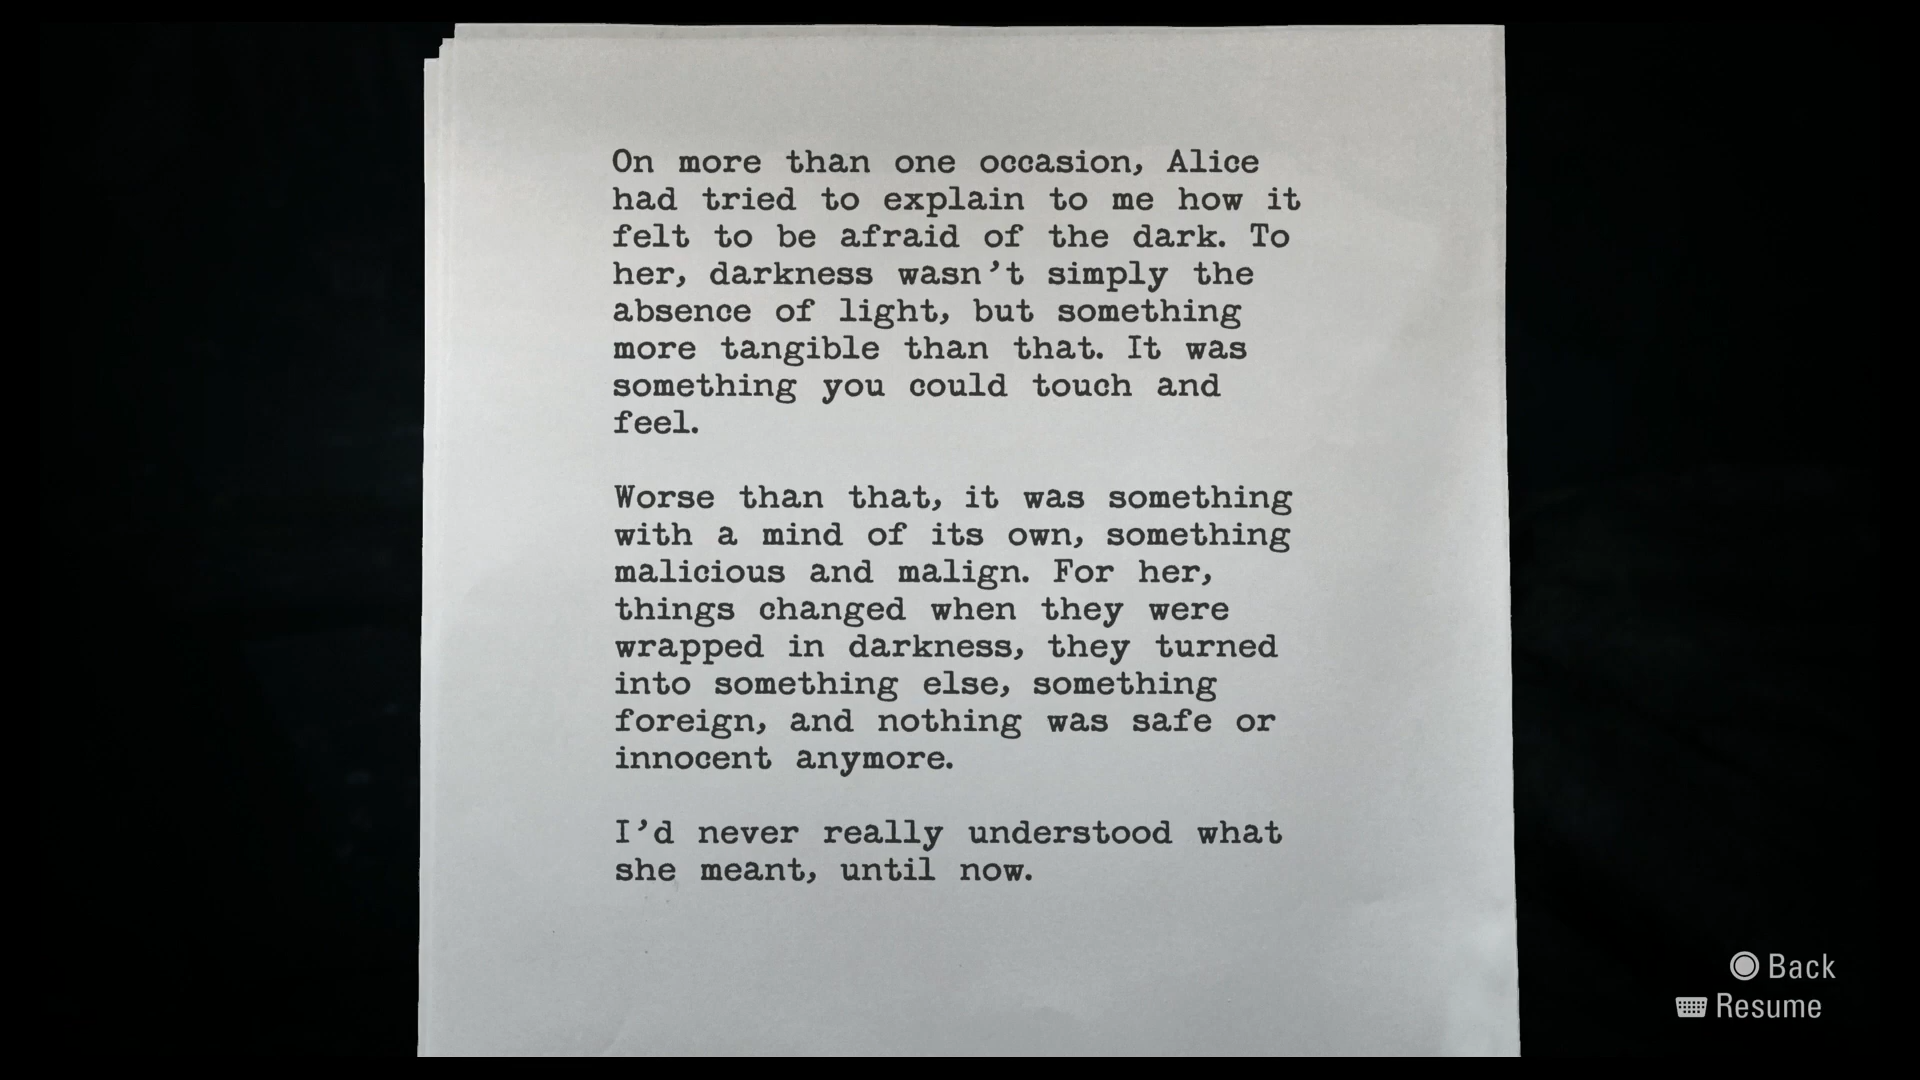 On more than one occasion, Alice
had tried to explain to me how it
felt to be afraid of the dark. To
her, darkness wasn’t simply the
absence of light, but something
more tangible than that. It was
something you could touch and
feel.
Worse than that, it was something
with a mind of its own, something
malicious and malign. For her,
things changed when they were
wrapped in darkness, they turned
into something else, something
foreign, and nothing was safe or
innocent anymore.
I’d never really understood what
she meant, until now.
Back
Resume